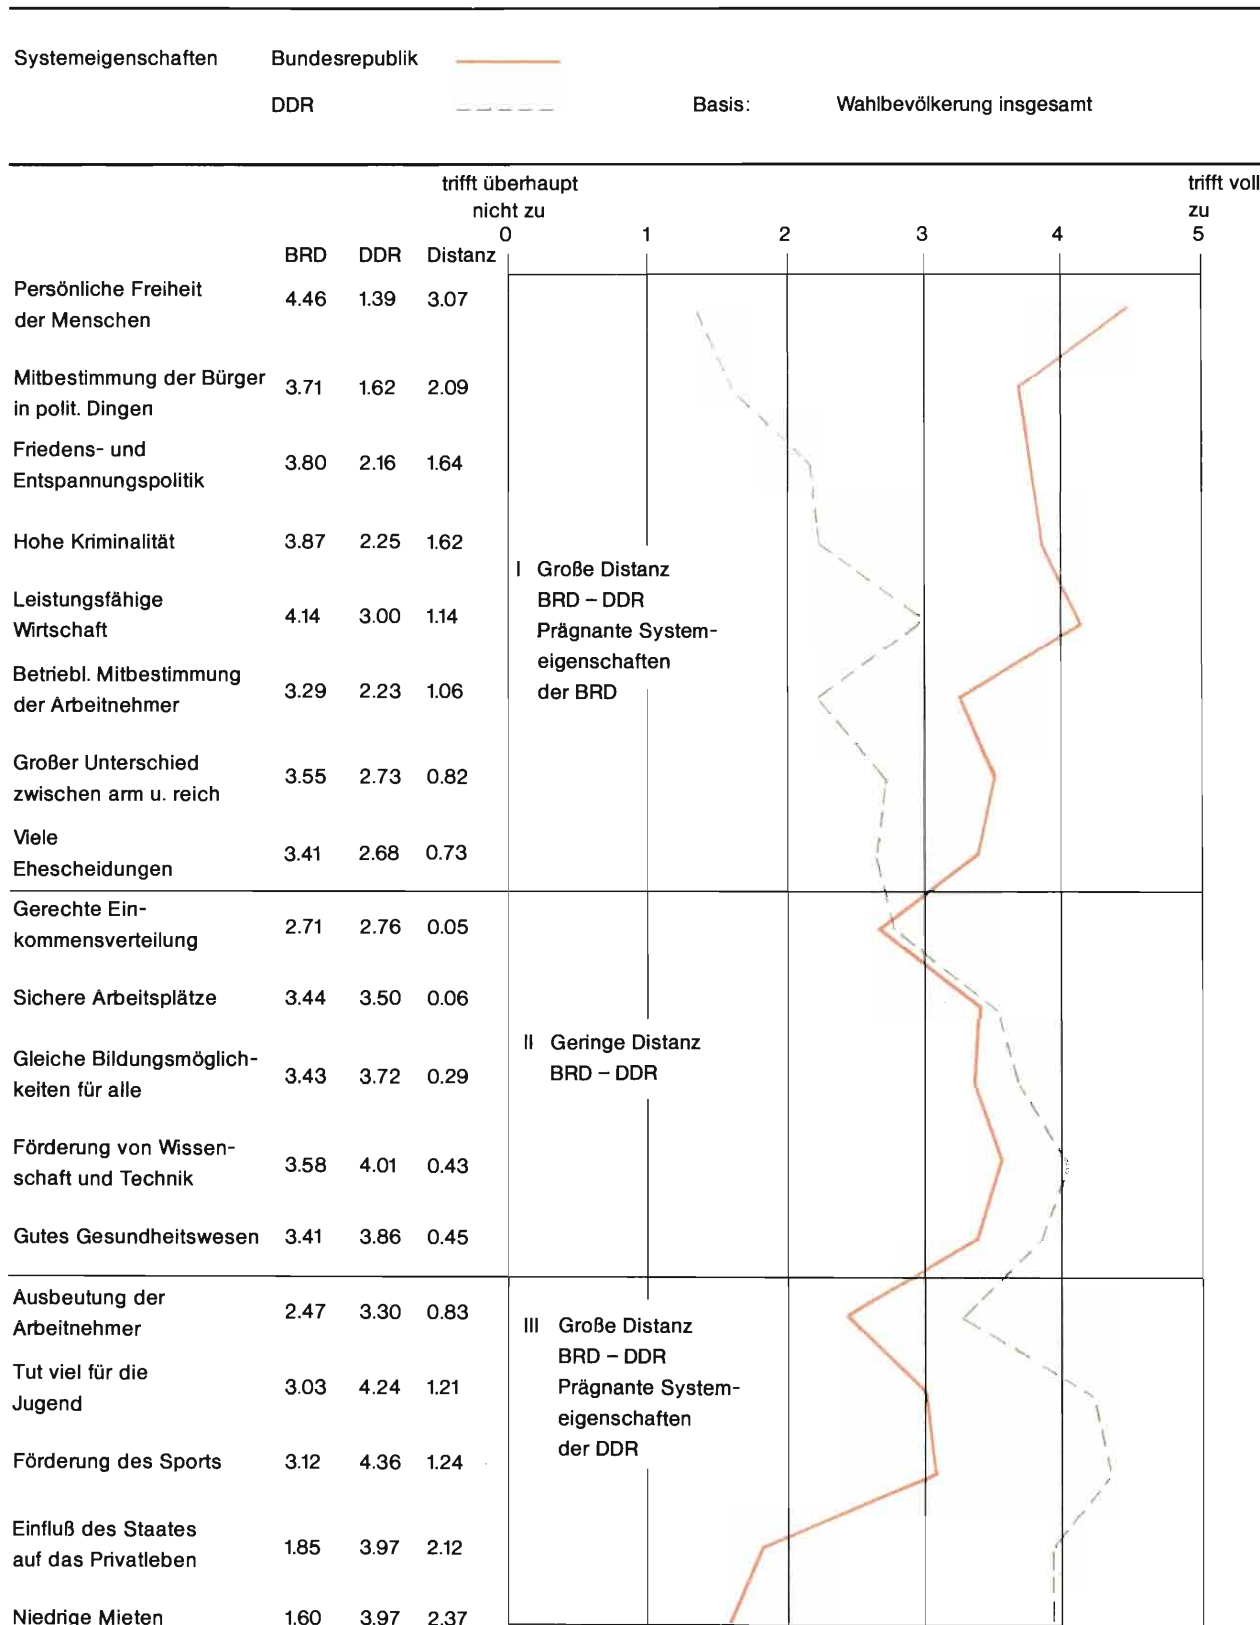 Systemeigenschaften Bundesrepublik
DDR Basis: Wahlbevölkerung insgesamt
trifft überhaupt trifft voll
nicht zu zu
0 1 2 3 4 5
BRD DDR Distanz
Persönliche Freiheit
der Menschen 4.46 1.39 3.07
Mitbestimmung der Bürger
in polit. Dingen 3.71 1.62 2.09
Friedens- und
Entspannungspolitik 3.80 2.16 1.64
Hohe Kriminalität 3.87 2.25 1.62
I Große Distanz
BRD – DDR
Prägnante System-
eigenschaften
der BRD
Leistungsfähige
Wirtschaft 4.14 3.00 1.14
Betriebl. Mitbestimmung
der Arbeitnehmer 3.29 2.23 1.06
Großer Unterschied
zwischen arm u. reich 3.55 2.73 0.82
Viele
Ehescheidungen 3.41 2.68 0.73
Gerechte Ein-
kommensverteilung 2.71 2.76 0.05
Sichere Arbeitsplätze 3.44 3.50 0.06
II Geringe Distanz
BRD – DDR
Gleiche Bildungsmöglich-
keiten für alle 3.43 3.72 0.29
Förderung von Wissen-
schaft und Technik 3.58 4.01 0.43
Gutes Gesundheitswesen 3.41 3.86 0.45
Ausbeutung der
Arbeitnehmer 2.47 3.30 0.83
III Große Distanz
BRD – DDR
Prägnante System-
eigenschaften
der DDR
Tut viel für die
Jugend 3.03 4.24 1.21
Förderung des Sports 3.12 4.36 1.24
Einfluß des Staates
auf das Privatleben 1.85 3.97 2.12
Niedrige Mieten 1.60 3.97 2.37